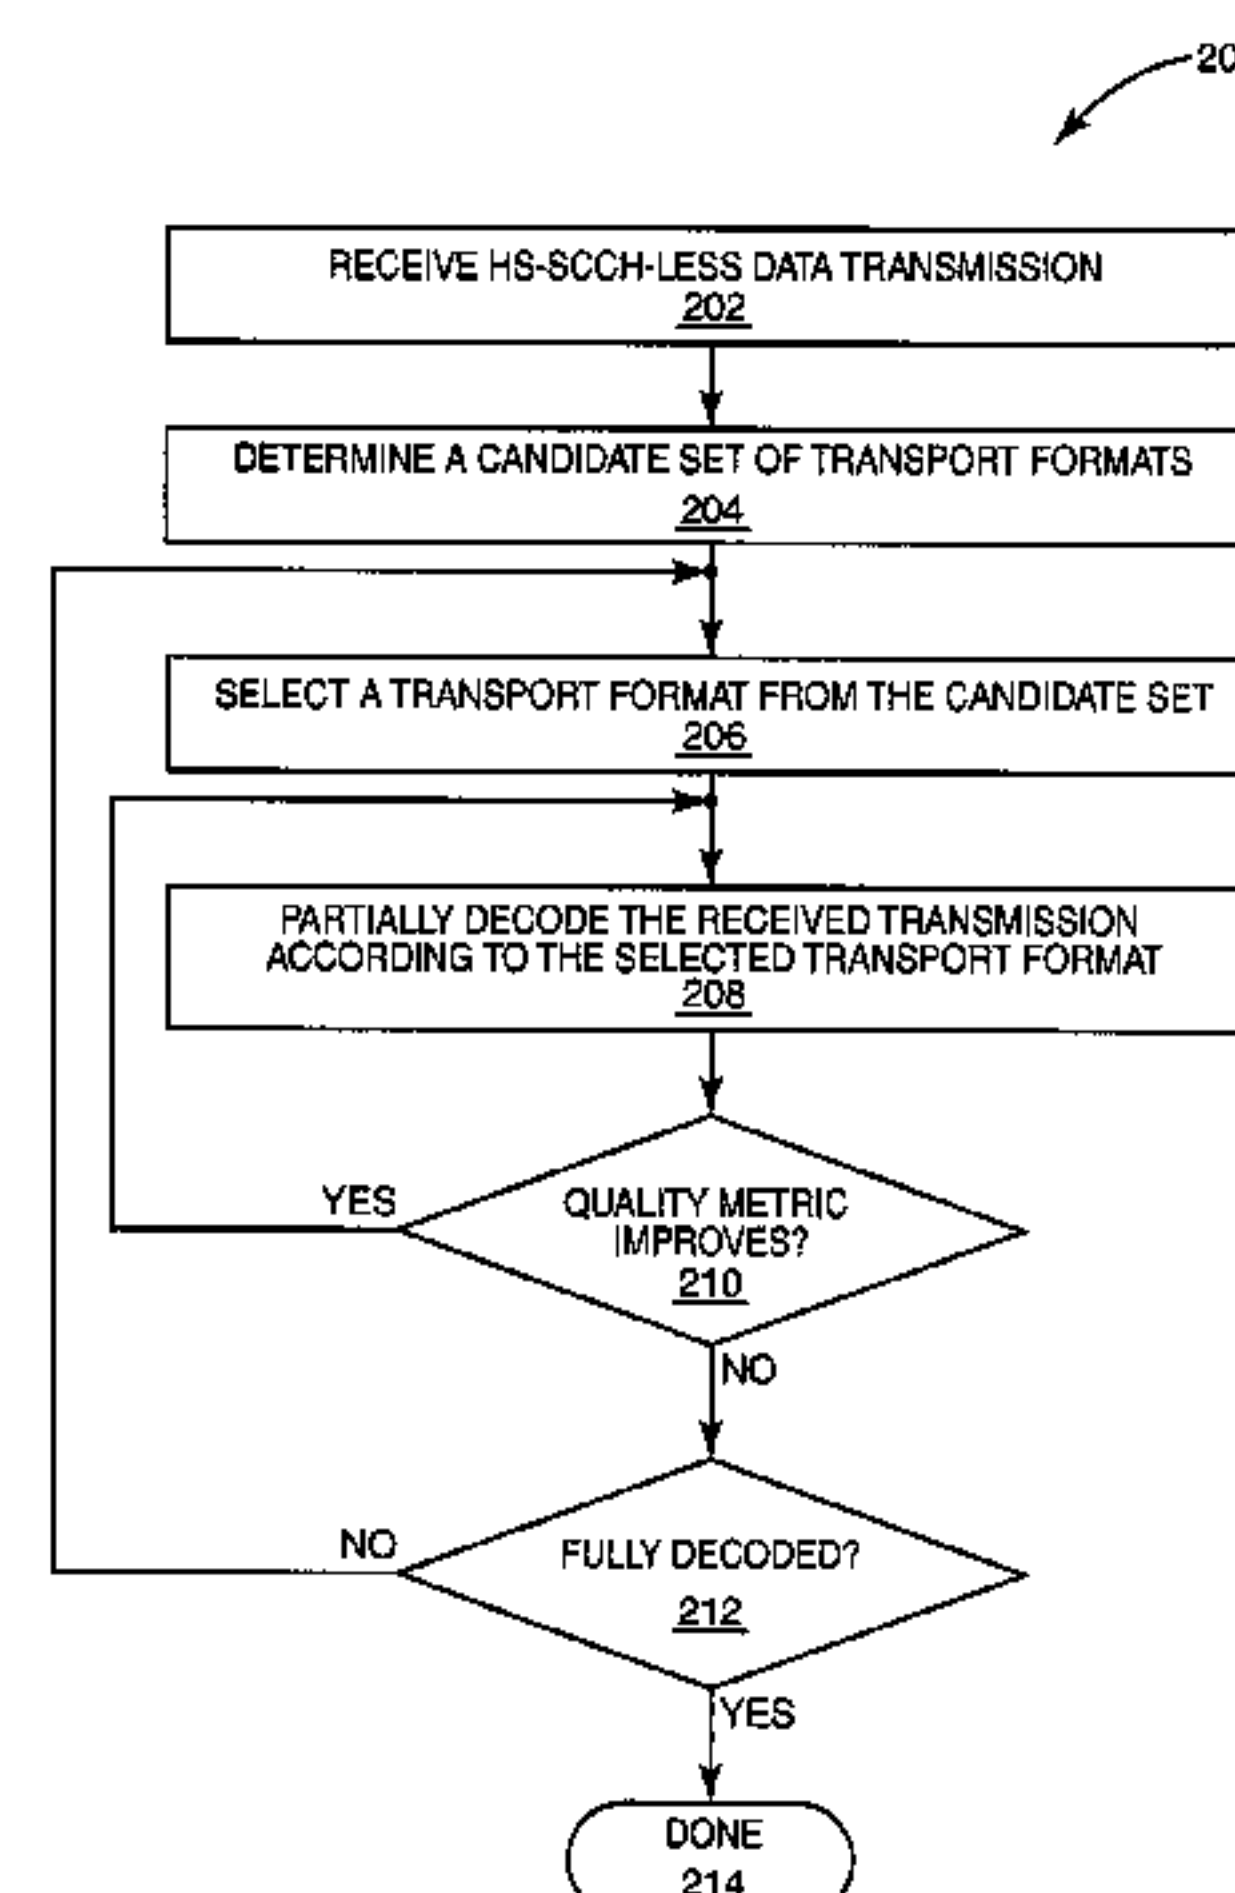 20
RECEIVE HS-SCCH-LESS DATA TRANSMISSION
202
DETERMINE A CANDIDATE SET OF TRANSPORT FORMATS
204
SELECT A TRANSPORT FORMAT FROM THE CANDIDATE SET
206
PARTIALLY DECODE THE RECEIVED TRANSMISSION
ACCORDING TO THE SELECTED TRANSPORT FORMAT
208
YES
QUALITY METRIC
IMPROVES?
210
NO
NO
FULLY DECODED?
212
YES
DONE
214